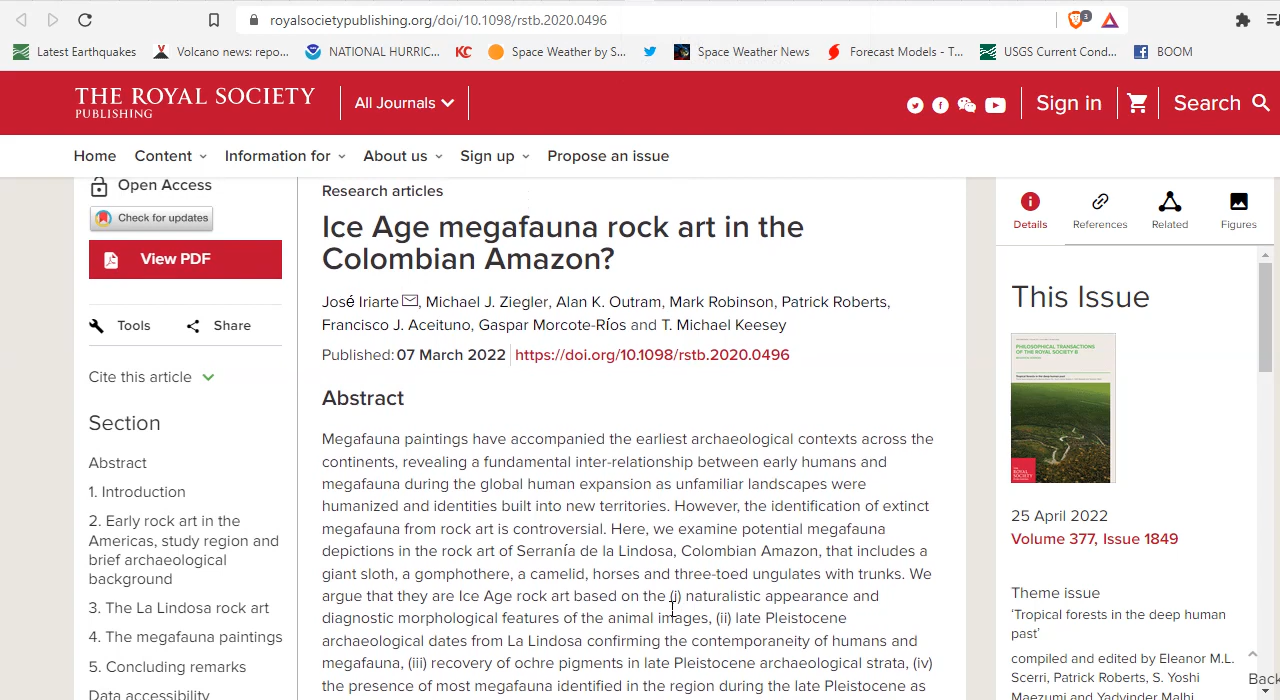 royalsocietypublishing.org/doi/10.1098/rstb.2020.0496
3
Latest Earthquakes
Volcano news: repo...
NATIONAL HURRIC...
KC
Space Weather by S...
Space Weather News
Forecast Models - T...
USGS Current Cond...
BOOM
THE ROYAL SOCIETY
PUBLISHING
All Journals
Sign in
Search
Home
Content
Information for
About us
Sign up
Propose an issue
Open Access
Check for updates
View PDF
Tools
Share
Cite this article
Section
Abstract
1. Introduction
2. Early rock art in the
Americas, study region and
brief archaeological
background
3. The La Lindosa rock art
4. The megafauna paintings
5. Concluding remarks
Data accessibility
Research articles
Ice Age megafauna rock art in the
Colombian Amazon?
José Iriarte, Michael J. Ziegler, Alan K. Outram, Mark Robinson, Patrick Roberts,
Francisco J. Aceituno, Gaspar Morcote-Ríos and T. Michael Keesey
Published: 07 March 2022
https://doi.org/10.1098/rstb.2020.0496
Abstract
Megafauna paintings have accompanied the earliest archaeological contexts across the
continents, revealing a fundamental inter-relationship between early humans and
megafauna during the global human expansion as unfamiliar landscapes were
humanized and identities built into new territories. However, the identification of extinct
megafauna from rock art is controversial. Here, we examine potential megafauna
depictions in the rock art of Serranía de la Lindosa, Colombian Amazon, that includes a
giant sloth, a gomphothere, a camelid, horses and three-toed ungulates with trunks. We
argue that they are Ice Age rock art based on the (i) naturalistic appearance and
diagnostic morphological features of the animal images, (ii) late Pleistocene
archaeological dates from La Lindosa confirming the contemporaneity of humans and
megafauna, (iii) recovery of ochre pigments in late Pleistocene archaeological strata, (iv)
the presence of most megafauna identified in the region during the late Pleistocene as
Details
References
Related
Figures
This Issue
PHILOSOPHICAL TRANSACTIONS
OF THE ROYAL SOCIETY B
25 April 2022
Volume 377, Issue 1849
Theme issue
‘Tropical forests in the deep human
past’
compiled and edited by Eleanor M.L.
Scerri, Patrick Roberts, S. Yoshi
Maezumi and Yadvinder Malhi
Back